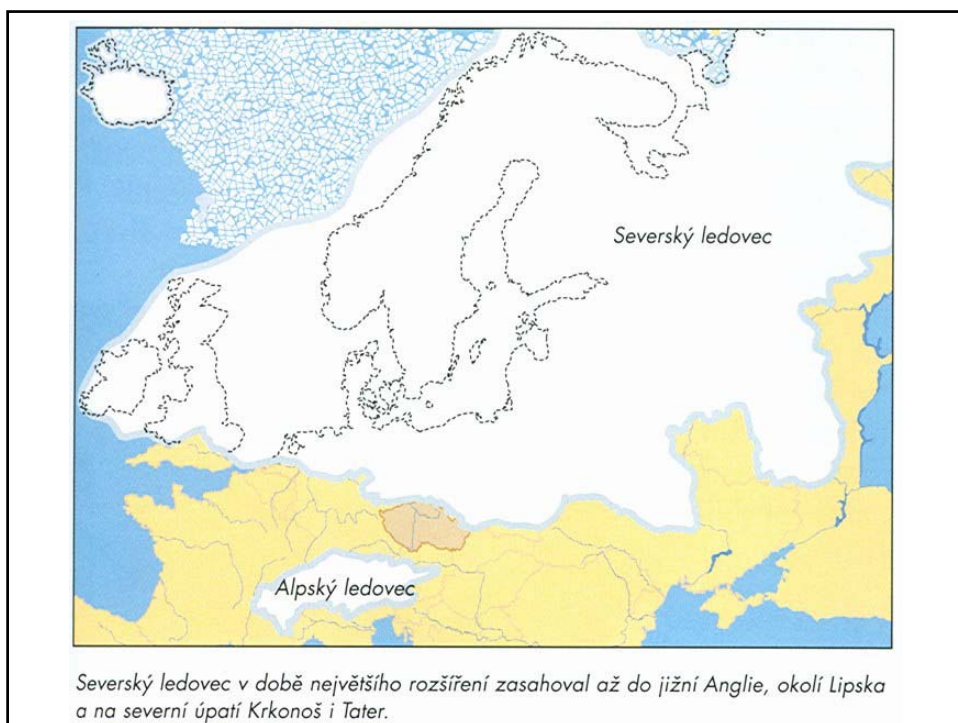 Severský ledovec
Alpský ledovec
Severský ledovec v době největšího rozšíření zasahoval až do jižní Anglie, okolí Lipska
a na severní úpatí Krkonoš i Tater.